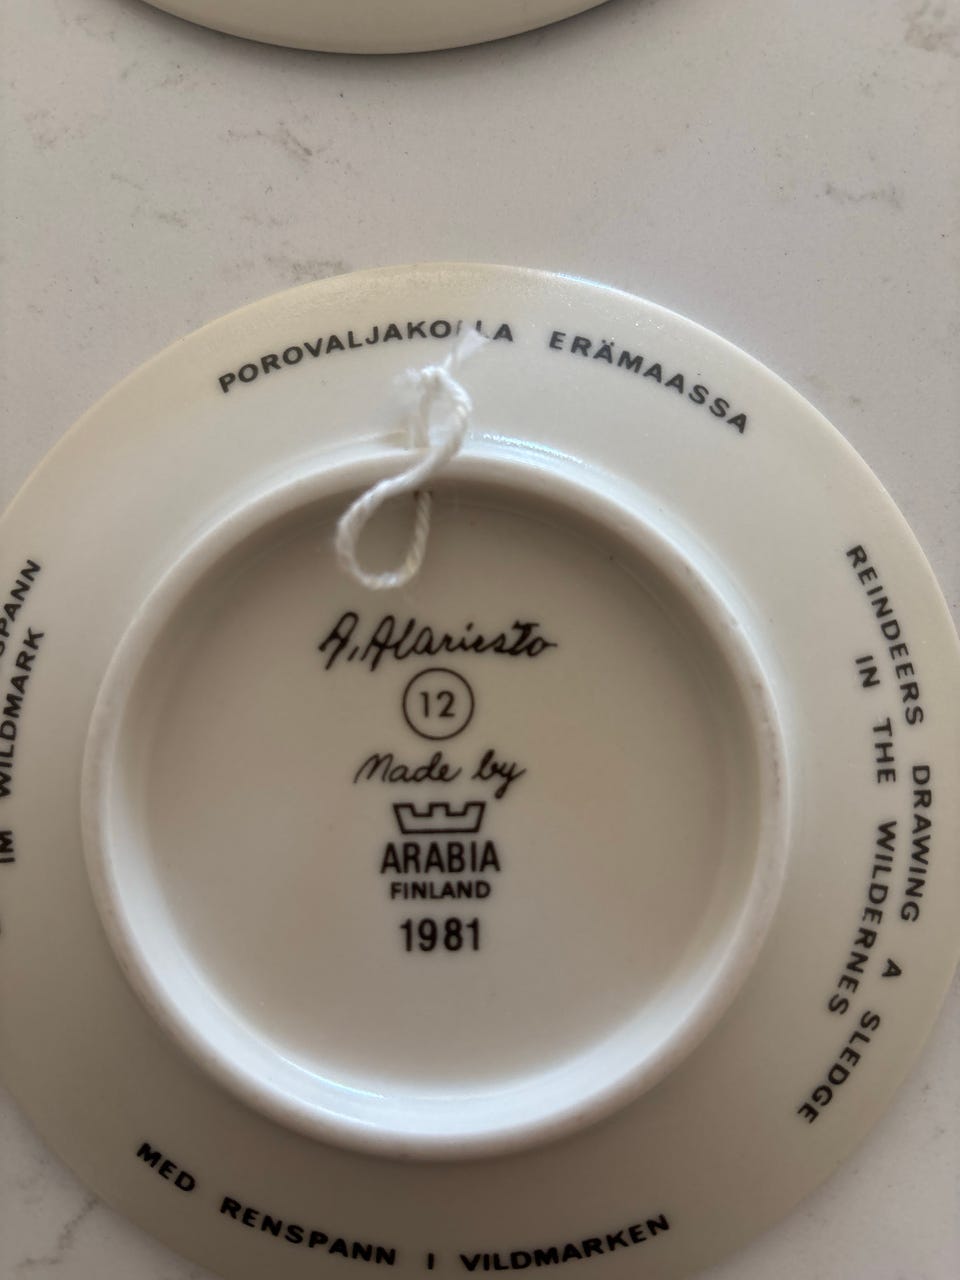 POROVALJAKOLLA ERÄMAASSA
REINDEERS DRAWING A SLEDGE
IN THE WILDERNES
MED RENSPANN I VILDMARKEN
IM WILDMARK
A. Alariesto
12
Made by
ARABIA
FINLAND
1981